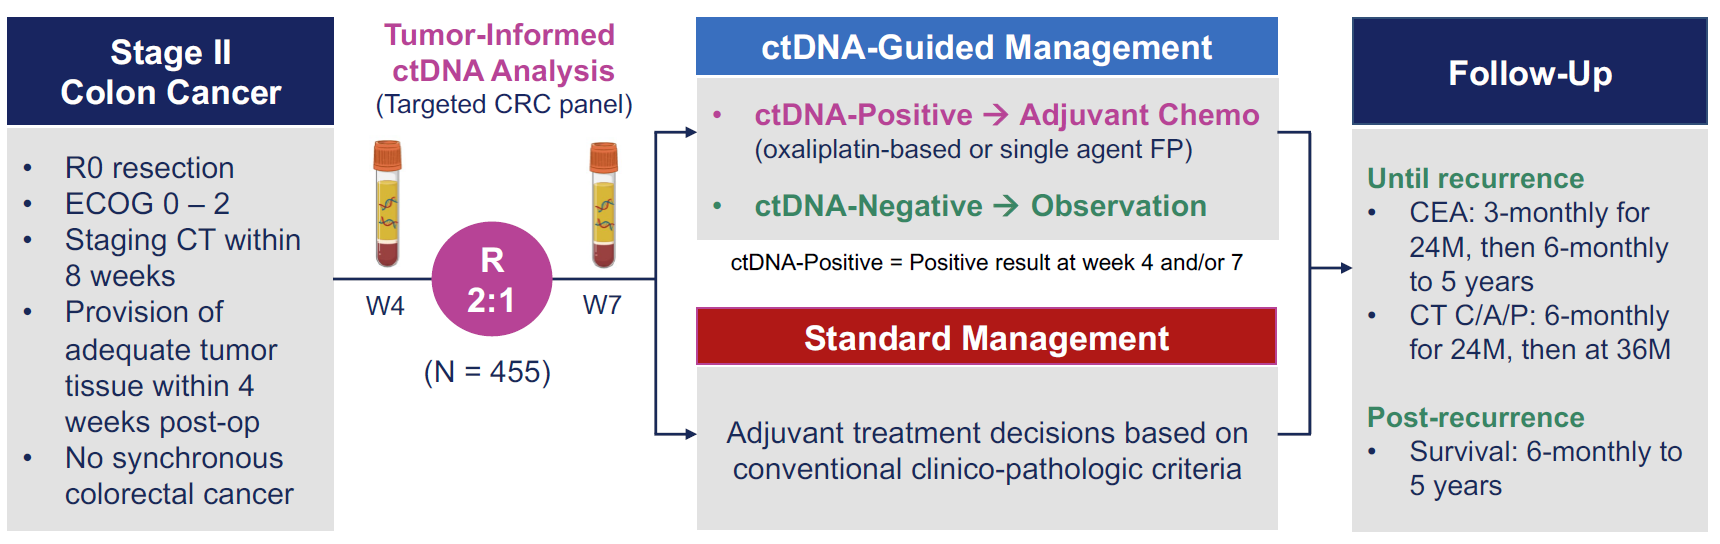 Stage II
Colon Cancer
• R0 resection
• ECOG 0 – 2
• Staging CT within
8 weeks
• Provision of
adequate tumor
tissue within 4
weeks post-op
• No synchronous
colorectal cancer
Tumor-Informed
ctDNA Analysis
(Targeted CRC panel)
W4
R
2:1
W7
(N = 455)
ctDNA-Guided Management
• ctDNA-Positive → Adjuvant Chemo
(oxaliplatin-based or single agent FP)
• ctDNA-Negative → Observation
ctDNA-Positive = Positive result at week 4 and/or 7
Standard Management
Adjuvant treatment decisions based on
conventional clinico-pathologic criteria
Follow-Up
Until recurrence
• CEA: 3-monthly for
24M, then 6-monthly
to 5 years
• CT C/A/P: 6-monthly
for 24M, then at 36M
Post-recurrence
• Survival: 6-monthly to
5 years